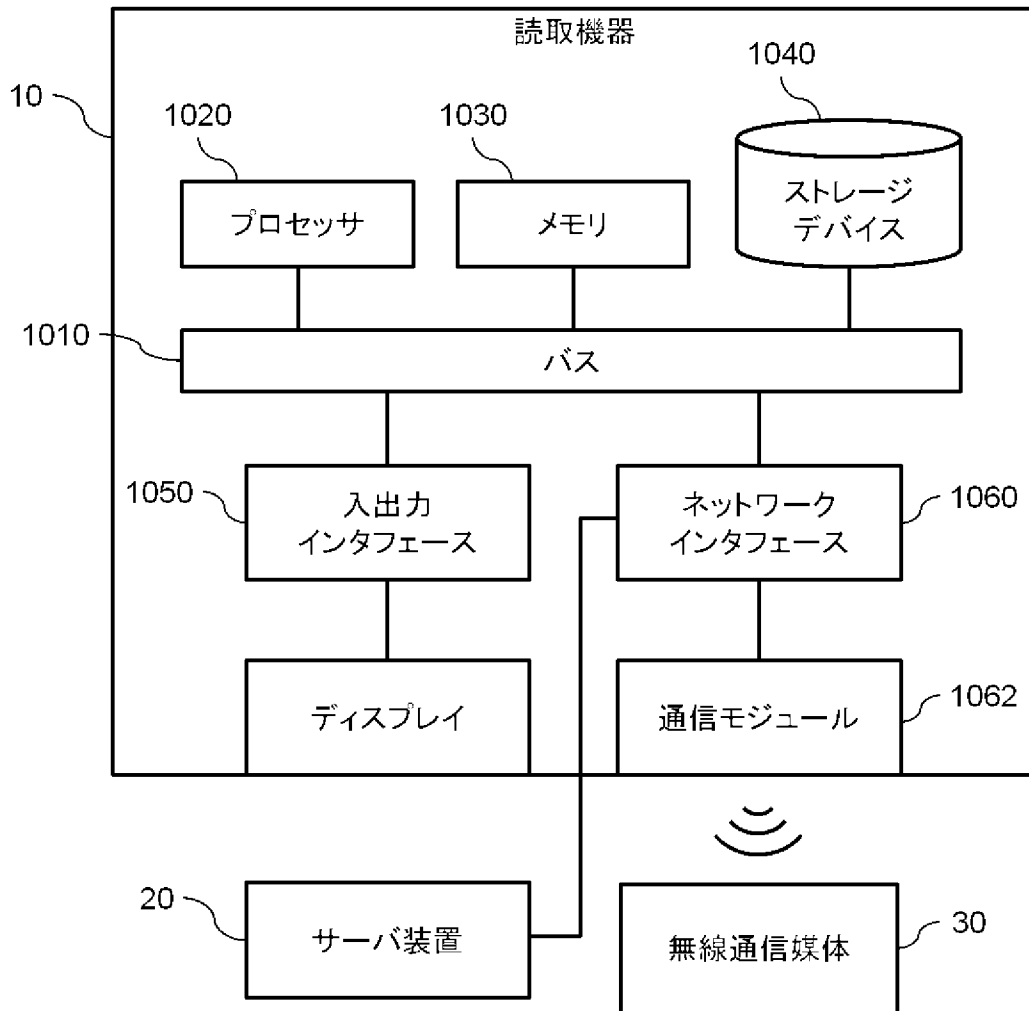 読取機器
10
1020
1030
1040
プロセッサ
メモリ
ストレージ
デバイス
1010
バス
1050
入出力
インタフェース
ネットワーク
インタフェース
1060
ディスプレイ
通信モジュール
1062
20
サーバ装置
無線通信媒体
30